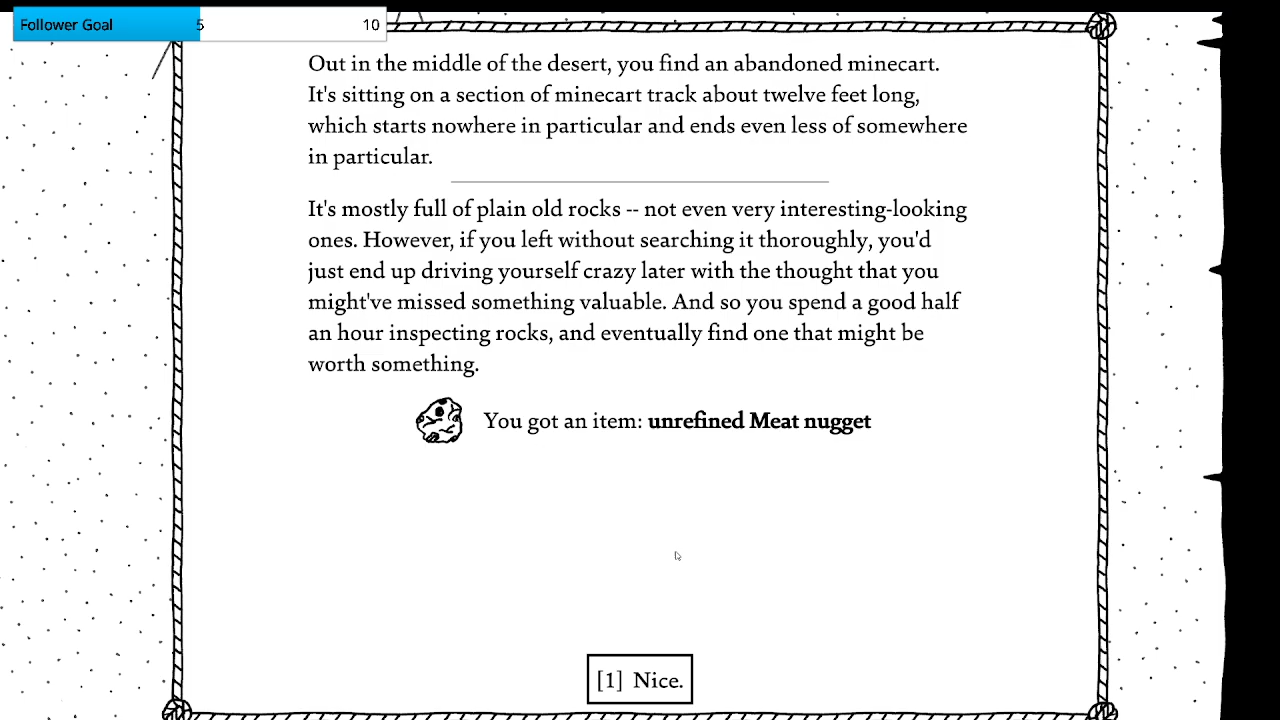 Follower Goal 5 10
Out in the middle of the desert, you find an abandoned minecart.
It's sitting on a section of minecart track about twelve feet long,
which starts nowhere in particular and ends even less of somewhere
in particular.
It's mostly full of plain old rocks -- not even very interesting-looking
ones. However, if you left without searching it thoroughly, you'd
just end up driving yourself crazy later with the thought that you
might've missed something valuable. And so you spend a good half
an hour inspecting rocks, and eventually find one that might be
worth something.
You got an item: unrefined Meat nugget
[1] Nice.